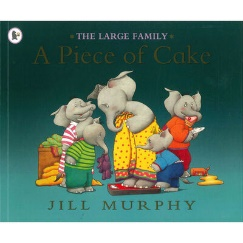 THE LARGE FAMILY
A Piece of Cake
JILL MURPHY